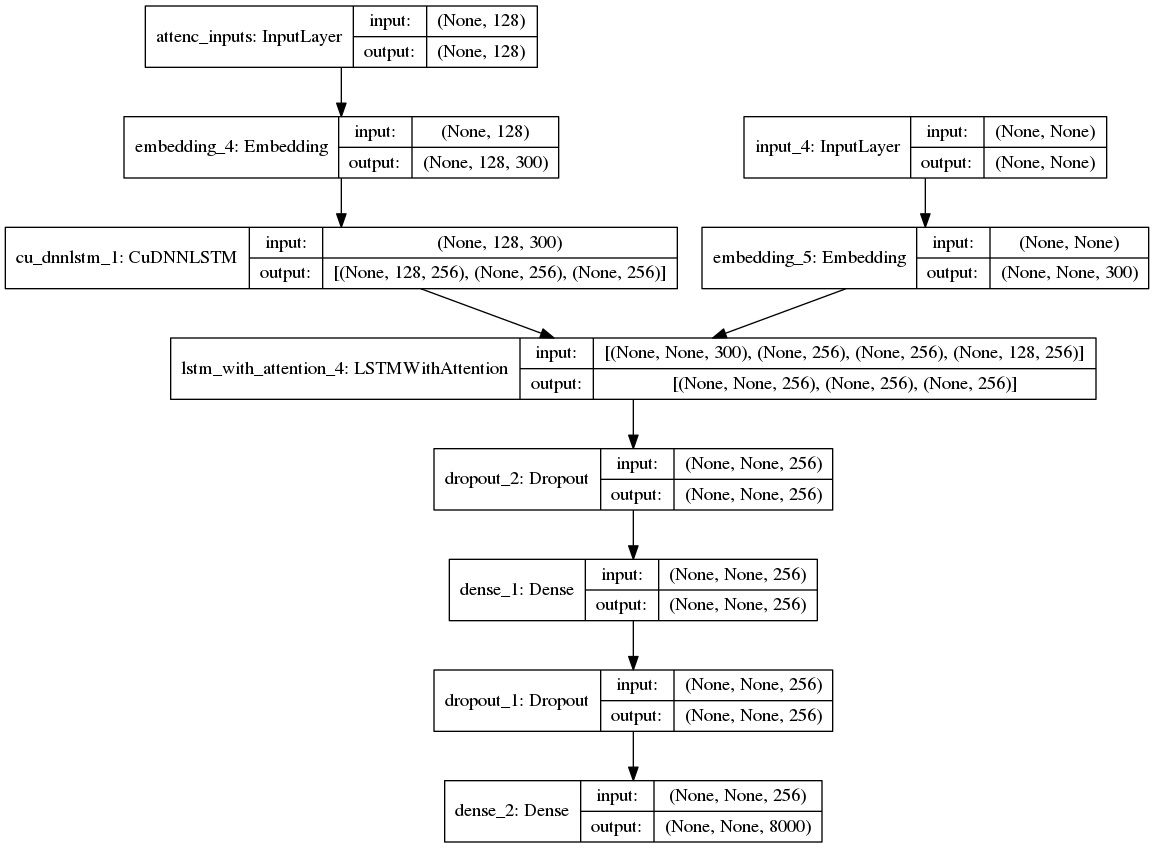 attenc_inputs: InputLayer
input: (None, 128)
output: (None, 128)
embedding_4: Embedding
input: (None, 128)
output: (None, 128, 300)
input_4: InputLayer
input: (None, None)
output: (None, None)
cu_dnnlstm_1: CuDNNLSTM
input: (None, 128, 300)
output: [(None, 128, 256), (None, 256), (None, 256)]
embedding_5: Embedding
input: (None, None)
output: (None, None, 300)
lstm_with_attention_4: LSTMWithAttention
input: [(None, None, 300), (None, 256), (None, 256), (None, 128, 256)]
output: [(None, None, 256), (None, 256), (None, 256)]
dropout_2: Dropout
input: (None, None, 256)
output: (None, None, 256)
dense_1: Dense
input: (None, None, 256)
output: (None, None, 256)
dropout_1: Dropout
input: (None, None, 256)
output: (None, None, 256)
dense_2: Dense
input: (None, None, 256)
output: (None, None, 8000)